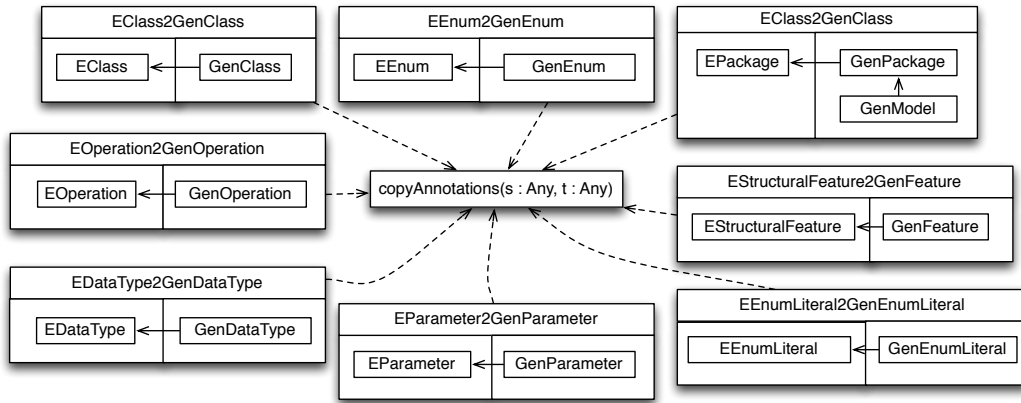 EClass2GenClass
EClass
GenClass
EEnum2GenEnum
EEnum
GenEnum
EClass2GenClass
EPackage
GenPackage
GenModel
EOperation2GenOperation
EOperation
GenOperation
copyAnnotations(s : Any, t : Any)
EStructuralFeature2GenFeature
EStructuralFeature
GenFeature
EDataType2GenDataType
EDataType
GenDataType
EParameter2GenParameter
EParameter
GenParameter
EEnumLiteral2GenEnumLiteral
EEnumLiteral
GenEnumLiteral